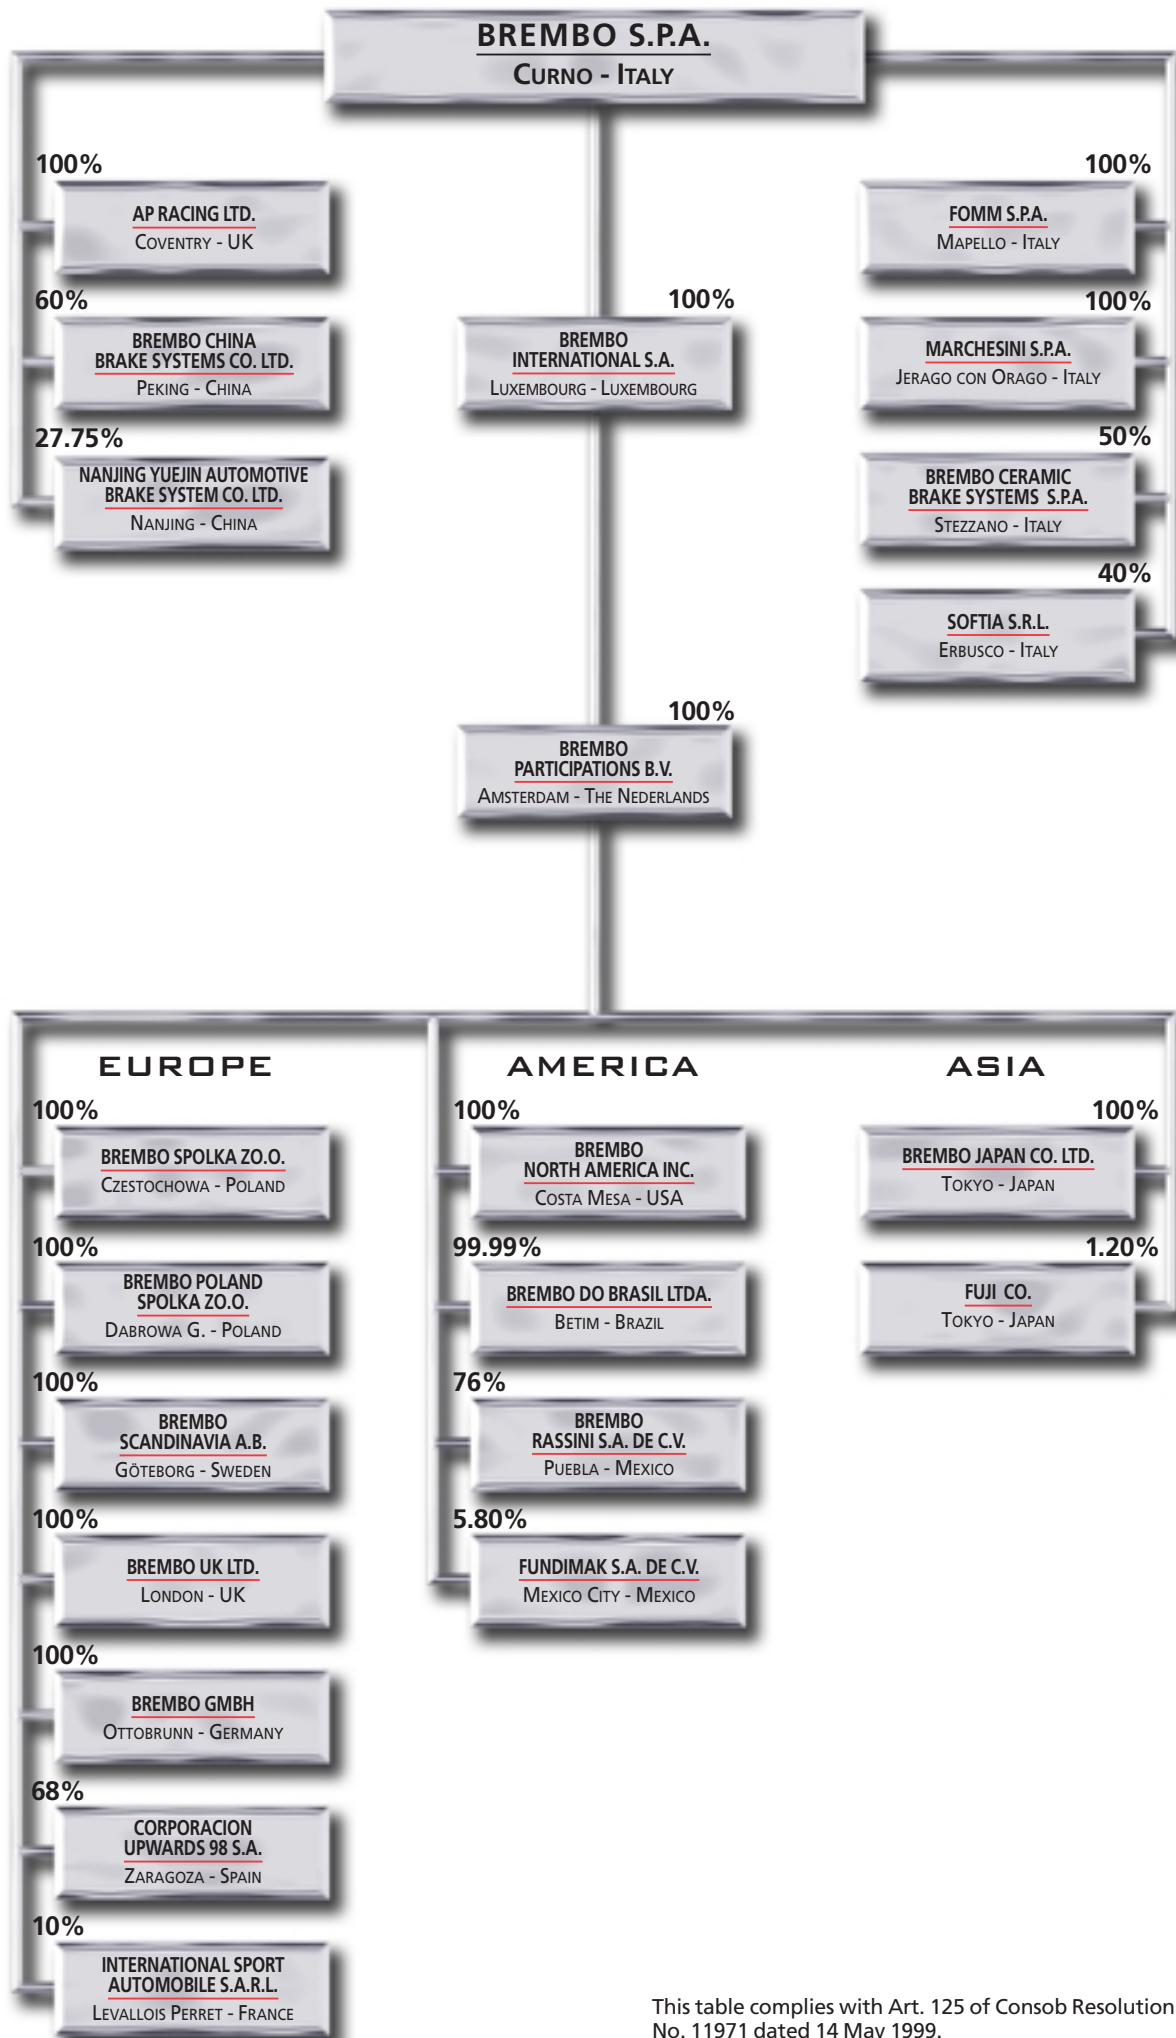 BREMBO S.P.A.
CURNO - ITALY
100%
AP RACING LTD.
COVENTRY - UK
60%
BREMBO CHINA
BRAKE SYSTEMS CO. LTD.
PEKING - CHINA
27.75%
NANJING YUEJIN AUTOMOTIVE
BRAKE SYSTEM CO. LTD.
NANJING - CHINA
100%
BREMBO
INTERNATIONAL S.A.
LUXEMBOURG - LUXEMBOURG
100%
FOMM S.P.A.
MAPELLO - ITALY
100%
MARCHESINI S.P.A.
JERAGO CON ORAGO - ITALY
50%
BREMBO CERAMIC
BRAKE SYSTEMS S.P.A.
STEZZANO - ITALY
40%
SOFTIA S.R.L.
ERBUSCO - ITALY
100%
BREMBO
PARTICIPATIONS B.V.
AMSTERDAM - THE NEDERLANDS
EUROPE
100%
BREMBO SPOLKA ZO.O.
CZESTOCHOWA - POLAND
100%
BREMBO POLAND
SPOLKA ZO.O.
DABROWA G. - POLAND
100%
BREMBO
SCANDINAVIA A.B.
GÖTEBORG - SWEDEN
100%
BREMBO UK LTD.
LONDON - UK
100%
BREMBO GMBH
OTTOBRUNN - GERMANY
68%
CORPORACION
UPWARDS 98 S.A.
ZARAGOZA - SPAIN
10%
INTERNATIONAL SPORT
AUTOMOBILE S.A.R.L.
LEVALLOIS PERRET - FRANCE
AMERICA
100%
BREMBO
NORTH AMERICA INC.
COSTA MESA - USA
99.99%
BREMBO DO BRASIL LTDA.
BETIM - BRAZIL
76%
BREMBO
RASSINI S.A. DE C.V.
PUEBLA - MEXICO
5.80%
FUNDIMAK S.A. DE C.V.
MEXICO CITY - MEXICO
ASIA
100%
BREMBO JAPAN CO. LTD.
TOKYO - JAPAN
1.20%
FUJI CO.
TOKYO - JAPAN
This table complies with Art. 125 of Consob Resolution
No. 11971 dated 14 May 1999.